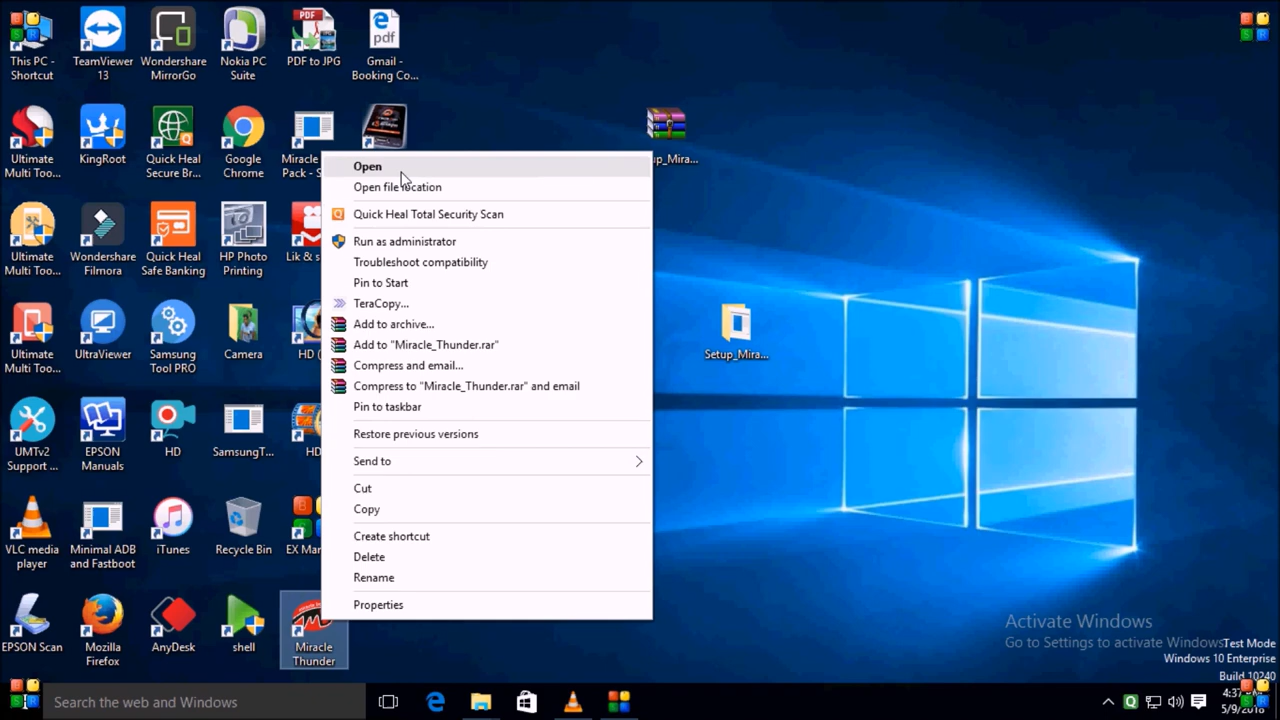 This PC -
Shortcut
TeamViewer
13
Wondershare
MirrorGo
Nokia PC
Suite
PDF to JPG
Gmail -
Booking Co...
Ultimate
Multi Too...
KingRoot
Quick Heal
Secure Br...
Google
Chrome
Miracle
Pack - S
up_Mira...
Ultimate
Multi Too...
Wondershare
Filmora
Quick Heal
Safe Banking
HP Photo
Printing
Lik & s
Ultimate
Multi Too...
UltraViewer
Samsung
Tool PRO
Camera
HD (
Setup_Mira...
UMTv2
Support ...
EPSON
Manuals
HD
SamsungT...
HD
VLC media
player
Minimal ADB
and Fastboot
iTunes
Recycle Bin
EX Mar
EPSON Scan
Mozilla
Firefox
AnyDesk
shell
Miracle
Thunder
Open
Open file location
Quick Heal Total Security Scan
Run as administrator
Troubleshoot compatibility
Pin to Start
TeraCopy...
Add to archive...
Add to "Miracle_Thunder.rar"
Compress and email...
Compress to "Miracle_Thunder.rar" and email
Pin to taskbar
Restore previous versions
Send to
Cut
Copy
Create shortcut
Delete
Rename
Properties
Activate Windows
Go to Settings to activate Windows
Test Mode
Windows 10 Enterprise
Build 10240
Search the web and Windows
5/9/2018